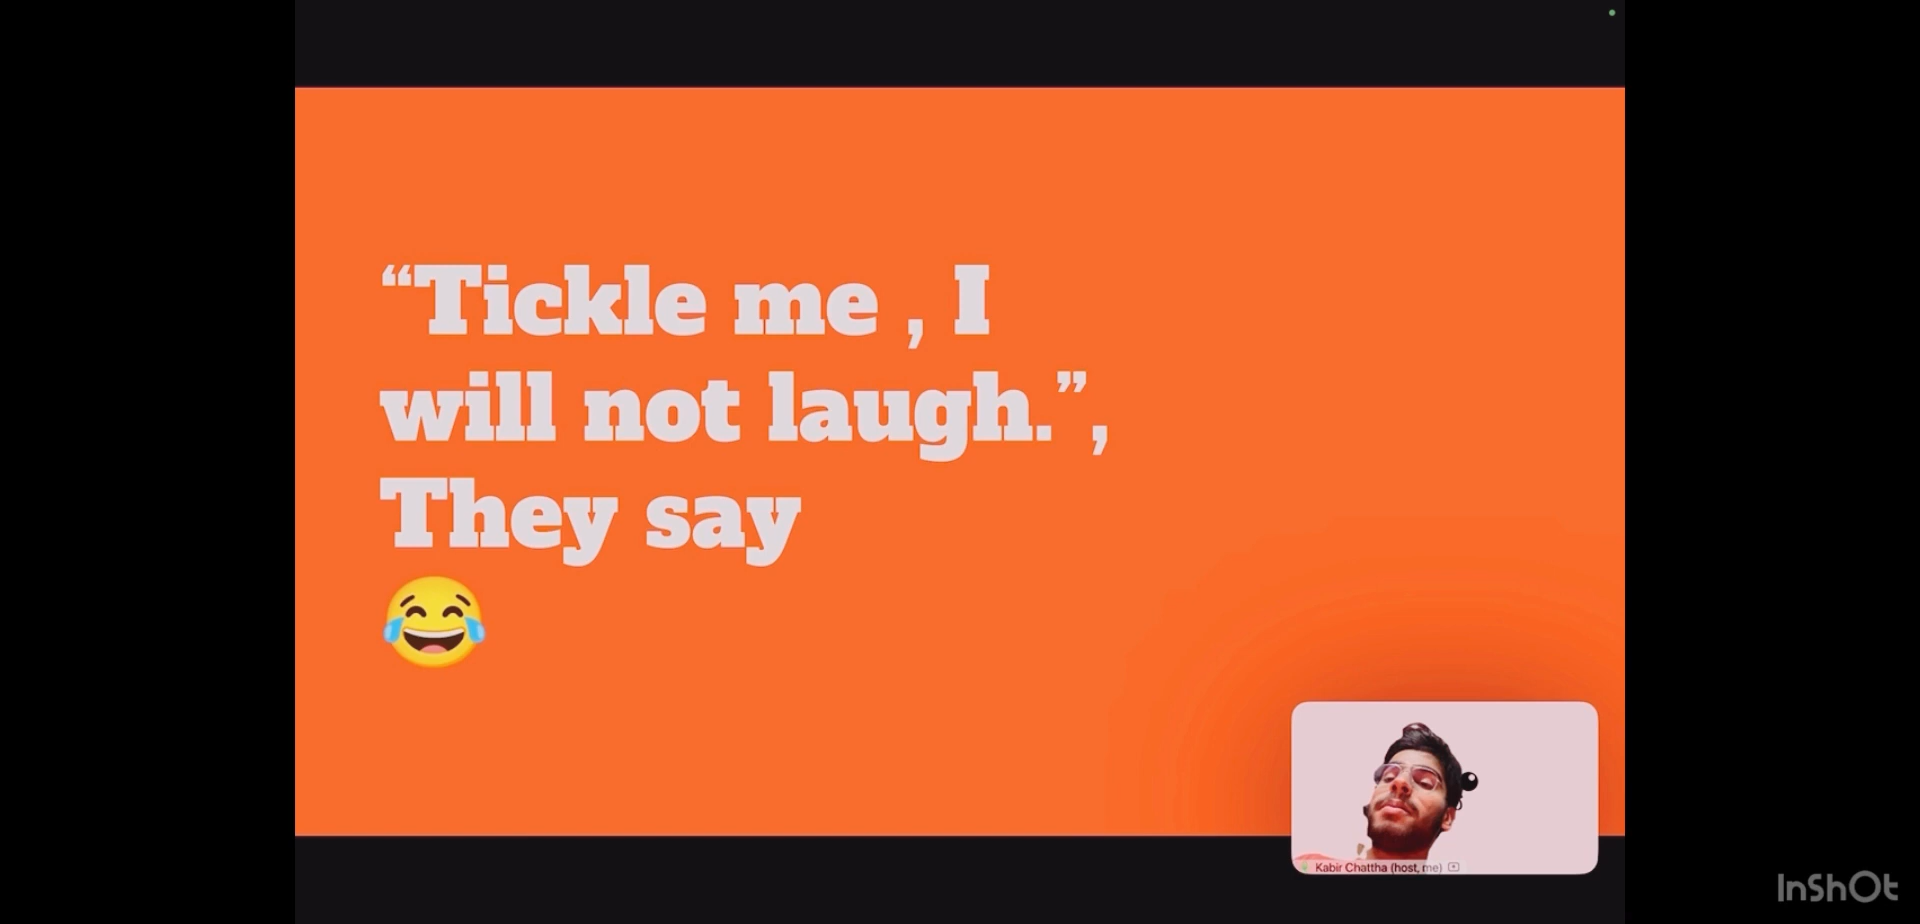 “Tickle me , I
will not laugh.”,
They say
😂
Kabir Chattha (host, me)
InShOt